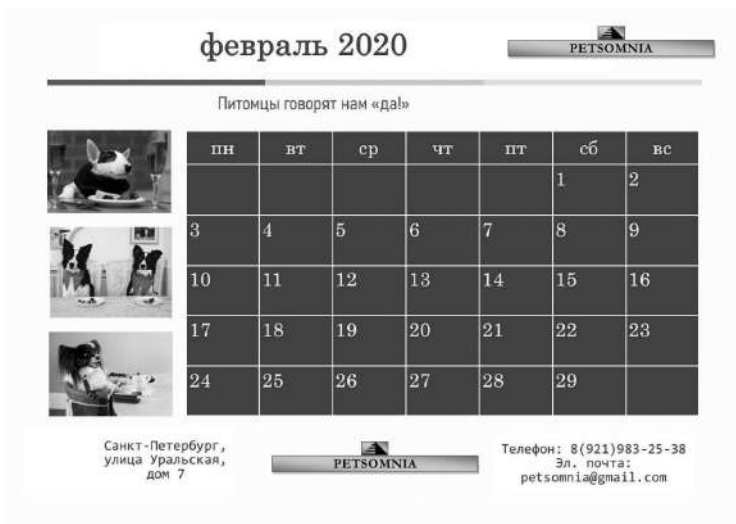 февраль 2020
PETSOMNIA
Питомцы говорят нам «да!»
пн вт ср чт пт сб вс
1 2
3 4 5 6 7 8 9
10 11 12 13 14 15 16
17 18 19 20 21 22 23
24 25 26 27 28 29
Санкт-Петербург,
улица Уральская,
дом 7
PETSOMNIA
Телефон: 8(921)983-25-38
Эл. почта:
petsomnia@gmail.com